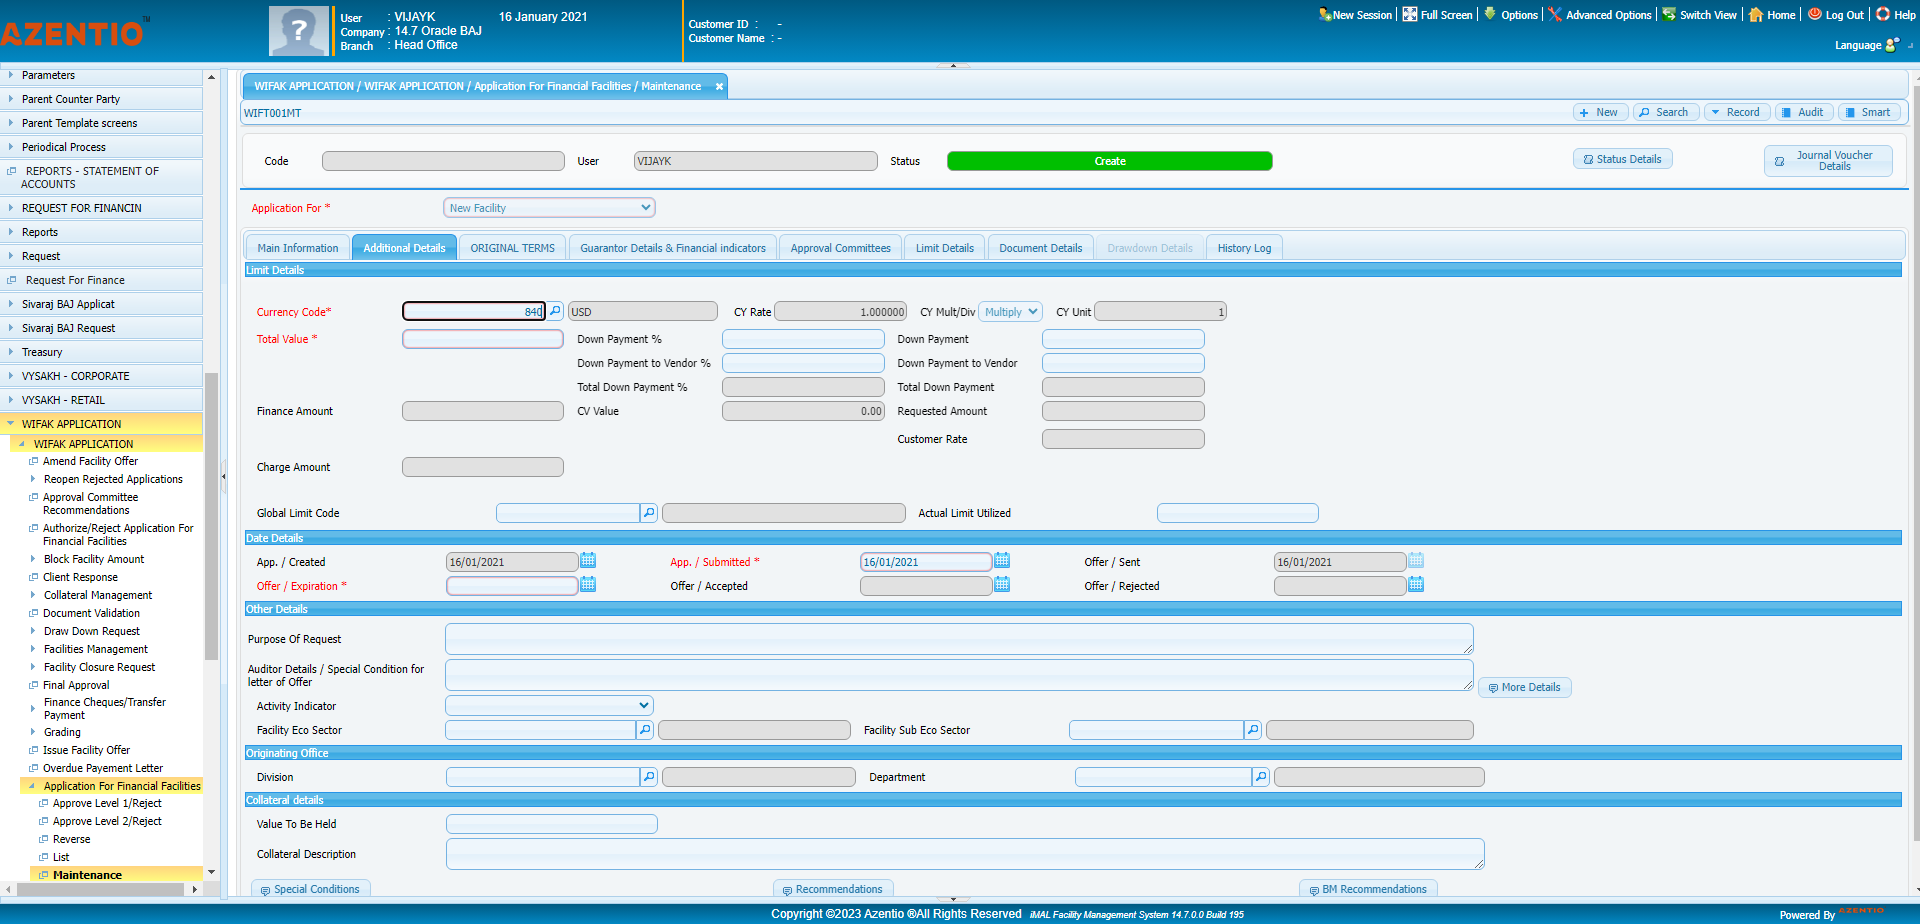 AZENTIO TM
User : VIJAYK 16 January 2021
Company : 14.7 Oracle BAJ
Branch : Head Office
Customer ID : -
Customer Name : -
New Session Full Screen Options Advanced Options Switch View Home Log Out Help
Language
Parameters
Parent Counter Party
Parent Template screens
Periodical Process
REPORTS - STATEMENT OF
ACCOUNTS
REQUEST FOR FINANCIN
Reports
Request
Request For Finance
Sivaraj BAJ Applicat
Sivaraj BAJ Request
Treasury
VYSAKH - CORPORATE
VYSAKH - RETAIL
WIFAK APPLICATION
WIFAK APPLICATION
Amend Facility Offer
Reopen Rejected Applications
Approval Committee
Recommendations
Authorize/Reject Application For
Financial Facilities
Block Facility Amount
Client Response
Collateral Management
Document Validation
Draw Down Request
Facilities Management
Facility Closure Request
Final Approval
Finance Cheques/Transfer
Payment
Grading
Issue Facility Offer
Overdue Payment Letter
Application For Financial Facilities
Approve Level 1/Reject
Approve Level 2/Reject
Reverse
List
Maintenance
WIFAK APPLICATION / WIFAK APPLICATION / Application For Financial Facilities / Maintenance
WIFT001MT New Search Record Audit Smart
Code User VIJAYK Status Create Status Details Journal Voucher
Details
Application For * New Facility
Main Information Additional Details ORIGINAL TERMS Guarantor Details & Financial indicators Approval Committees Limit Details Document Details Drawdown Details History Log
Limit Details
Currency Code* 840 USD CY Rate 1.000000 CY Mult/Div Multiply CY Unit 1
Total Value * Down Payment % Down Payment
Down Payment to Vendor % Down Payment to Vendor
Total Down Payment % Total Down Payment
Finance Amount CV Value 0.00 Requested Amount
Customer Rate
Charge Amount
Global Limit Code Actual Limit Utilized
Date Details
App. / Created 16/01/2021 App. / Submitted * 16/01/2021 Offer / Sent 16/01/2021
Offer / Expiration * Offer / Accepted Offer / Rejected
Other Details
Purpose Of Request
Auditor Details / Special Condition for
letter of Offer
More Details
Activity Indicator
Facility Eco Sector Facility Sub Eco Sector
Originating Office
Division Department
Collateral details
Value To Be Held
Collateral Description
Special Conditions Recommendations BM Recommendations
Copyright ©2023 Azentio ®All Rights Reserved iMAL Facility Management System 14.7.0.0 Build 195
Powered By AZENTIO